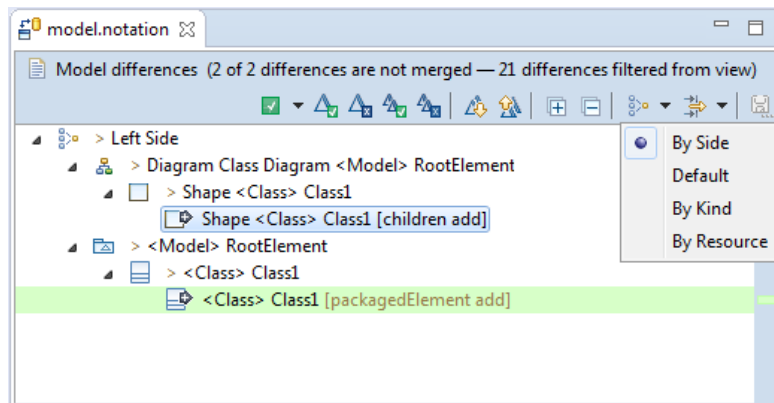 model.notation
Model differences (2 of 2 differences are not merged — 21 differences filtered from view)
> Left Side
> Diagram Class Diagram <Model> RootElement
> Shape <Class> Class1
Shape <Class> Class1 [children add]
> <Model> RootElement
> <Class> Class1
<Class> Class1 [packagedElement add]
By Side
Default
By Kind
By Resource